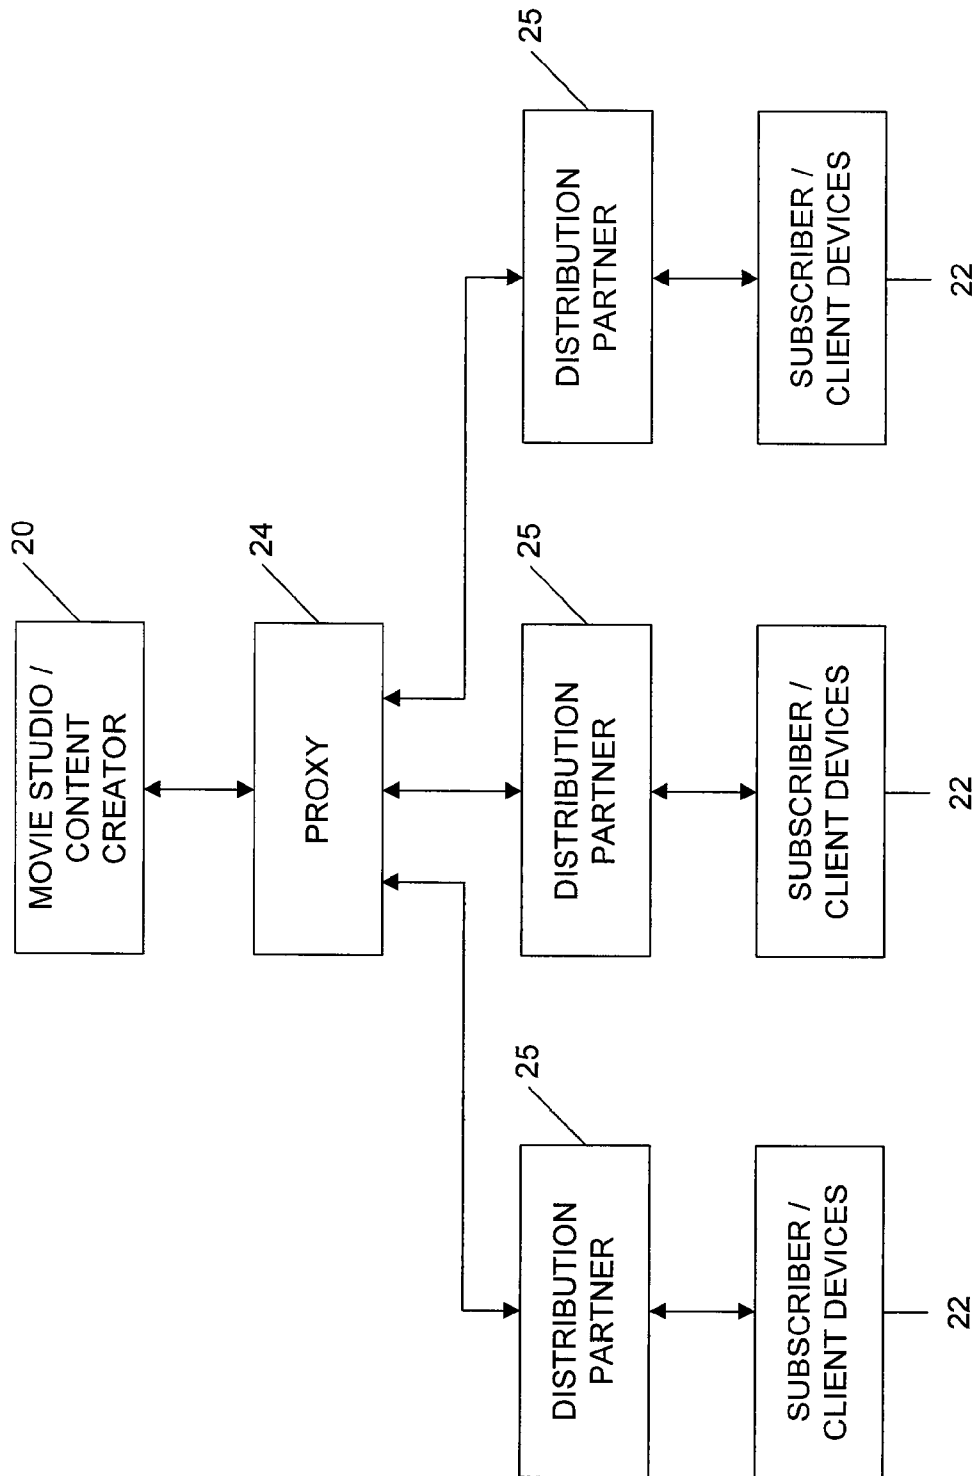 20
MOVIE STUDIO /
CONTENT
CREATOR
24
PROXY
25
DISTRIBUTION
PARTNER
25
DISTRIBUTION
PARTNER
25
DISTRIBUTION
PARTNER
SUBSCRIBER /
CLIENT DEVICES
22
SUBSCRIBER /
CLIENT DEVICES
22
SUBSCRIBER /
CLIENT DEVICES
22